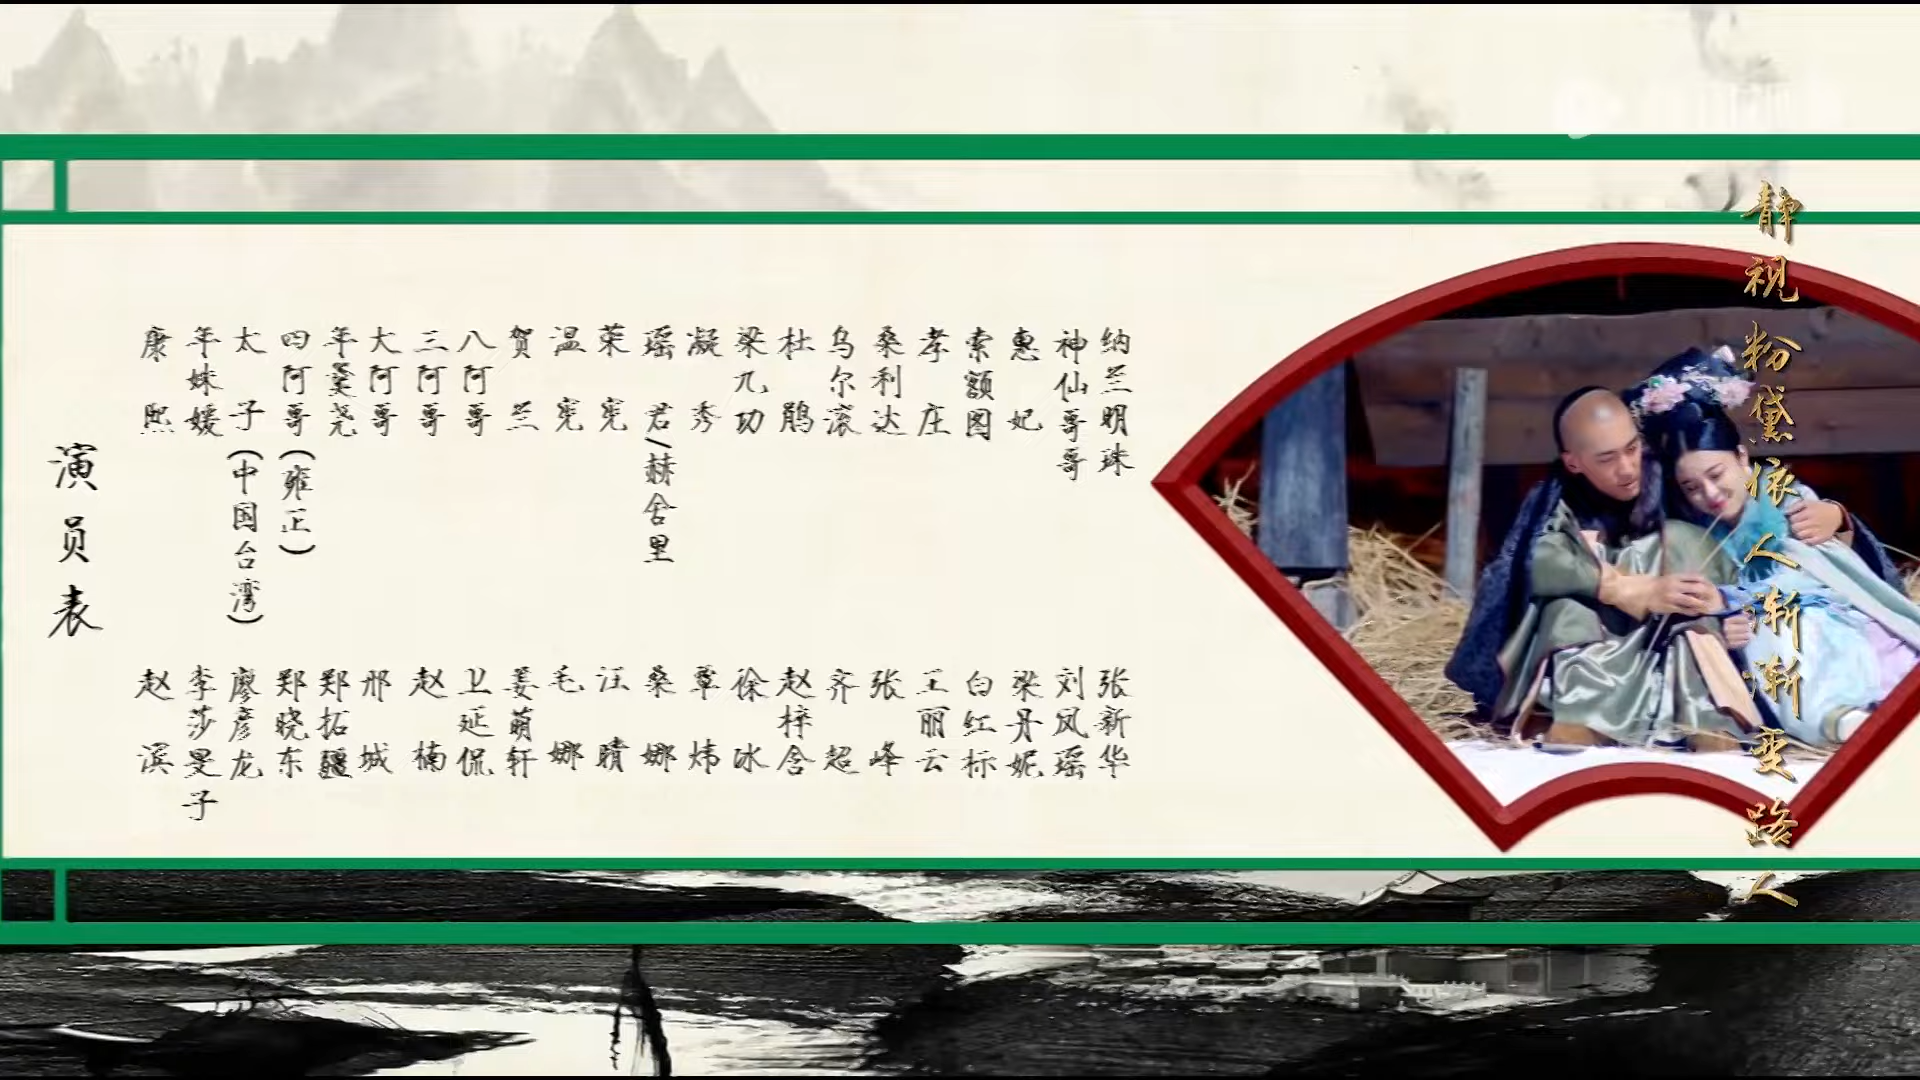 演员表
康熙 赵滨
年妹媛 李莎旻子
太子(中国台湾) 廖彦龙
四阿哥(雍正) 郑晓东
年羹尧 郑拓疆
大阿哥 邢城
三阿哥 赵楠
八阿哥 卫延侃
贺兰 姜萌轩
温宪 毛娜
荣宪 汪晴
瑶君/赫舍里 桑娜
凝秀 覃炜
梁九功 徐冰
杜鹃 赵梓含
乌尔滚 齐超
桑利达 张峰
孝庄 王丽云
索额图 白红标
惠妃 梁丹妮
神仙哥哥 刘凤瑶
纳兰明珠 张新华
静视粉黛依人渐渐变路人